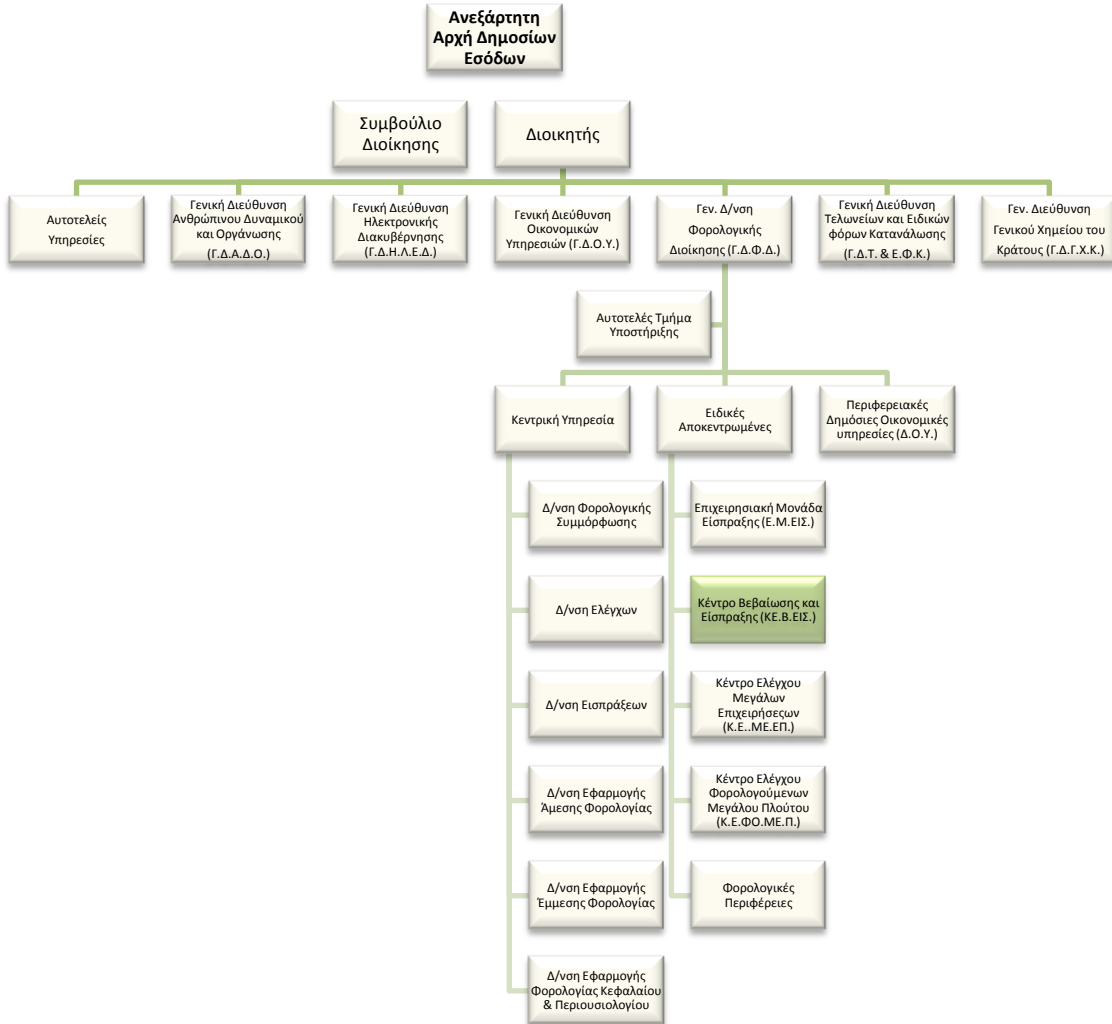 Ανεξάρτητη
Αρχή Δημοσίων
Εσόδων
Συμβούλιο
Διοίκησης
Διοικητής
Αυτοτελείς
Υπηρεσίες
Γενική Διεύθυνση
Ανθρώπινου Δυναμικού
και Οργάνωσης
(Γ.Δ.Α.Δ.Ο.)
Γενική Διεύθυνση
Ηλεκτρονικής
Διακυβέρνησης
(Γ.Δ.Η.Λ.Ε.Δ.)
Γενική Διεύθυνση
Οικονομικών
Υπηρεσιών (Γ.Δ.Ο.Υ.)
Γεν. Δ/νση
Φορολογικής
Διοίκησης (Γ.Δ.Φ.Δ.)
Γενική Διεύθυνση
Τελωνείων και Ειδικών
φόρων Κατανάλωσης
(Γ.Δ.Τ. & Ε.Φ.Κ.)
Γεν. Διεύθυνση
Γενικού Χημείου του
Κράτους (Γ.Δ.Γ.Χ.Κ.)
Αυτοτελές Τμήμα
Υποστήριξης
Κεντρική Υπηρεσία
Ειδικές
Αποκεντρωμένες
Περιφερειακές
Δημόσιες Οικονομικές
υπηρεσίες (Δ.Ο.Υ.)
Δ/νση Φορολογικής
Συμμόρφωσης
Δ/νση Ελέγχων
Δ/νση Εισπράξεων
Δ/νση Εφαρμογής
Άμεσης Φορολογίας
Δ/νση Εφαρμογής
Έμμεσης Φορολογίας
Δ/νση Εφαρμογής
Φορολογίας Κεφαλαίου
& Περιουσιολογίου
Επιχειρησιακή Μονάδα
Είσπραξης (Ε.Μ.ΕΙΣ.)
Κέντρο Βεβαίωσης και
Είσπραξης (ΚΕ.Β.ΕΙΣ.)
Κέντρο Ελέγχου
Μεγάλων
Επιχειρήσεςων
(Κ.Ε..ΜΕ.ΕΠ.)
Κέντρο Ελέγχου
Φορολογούμενων
Μεγάλου Πλούτου
(Κ.Ε.ΦΟ.ΜΕ.Π.)
Φορολογικές
Περιφέρειες